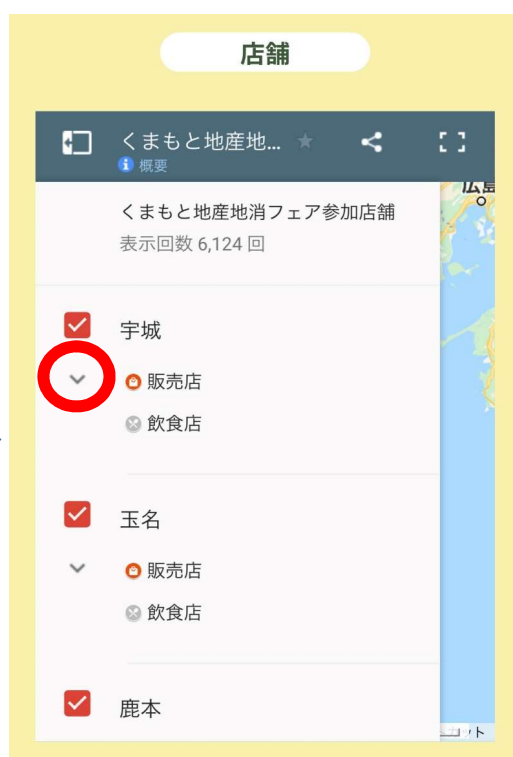 店舗
くまもと地産地...
概要
広島
くまもと地産地消フェア参加店舗
表示回数 6,124 回
宇城
販売店
飲食店
玉名
販売店
飲食店
鹿本